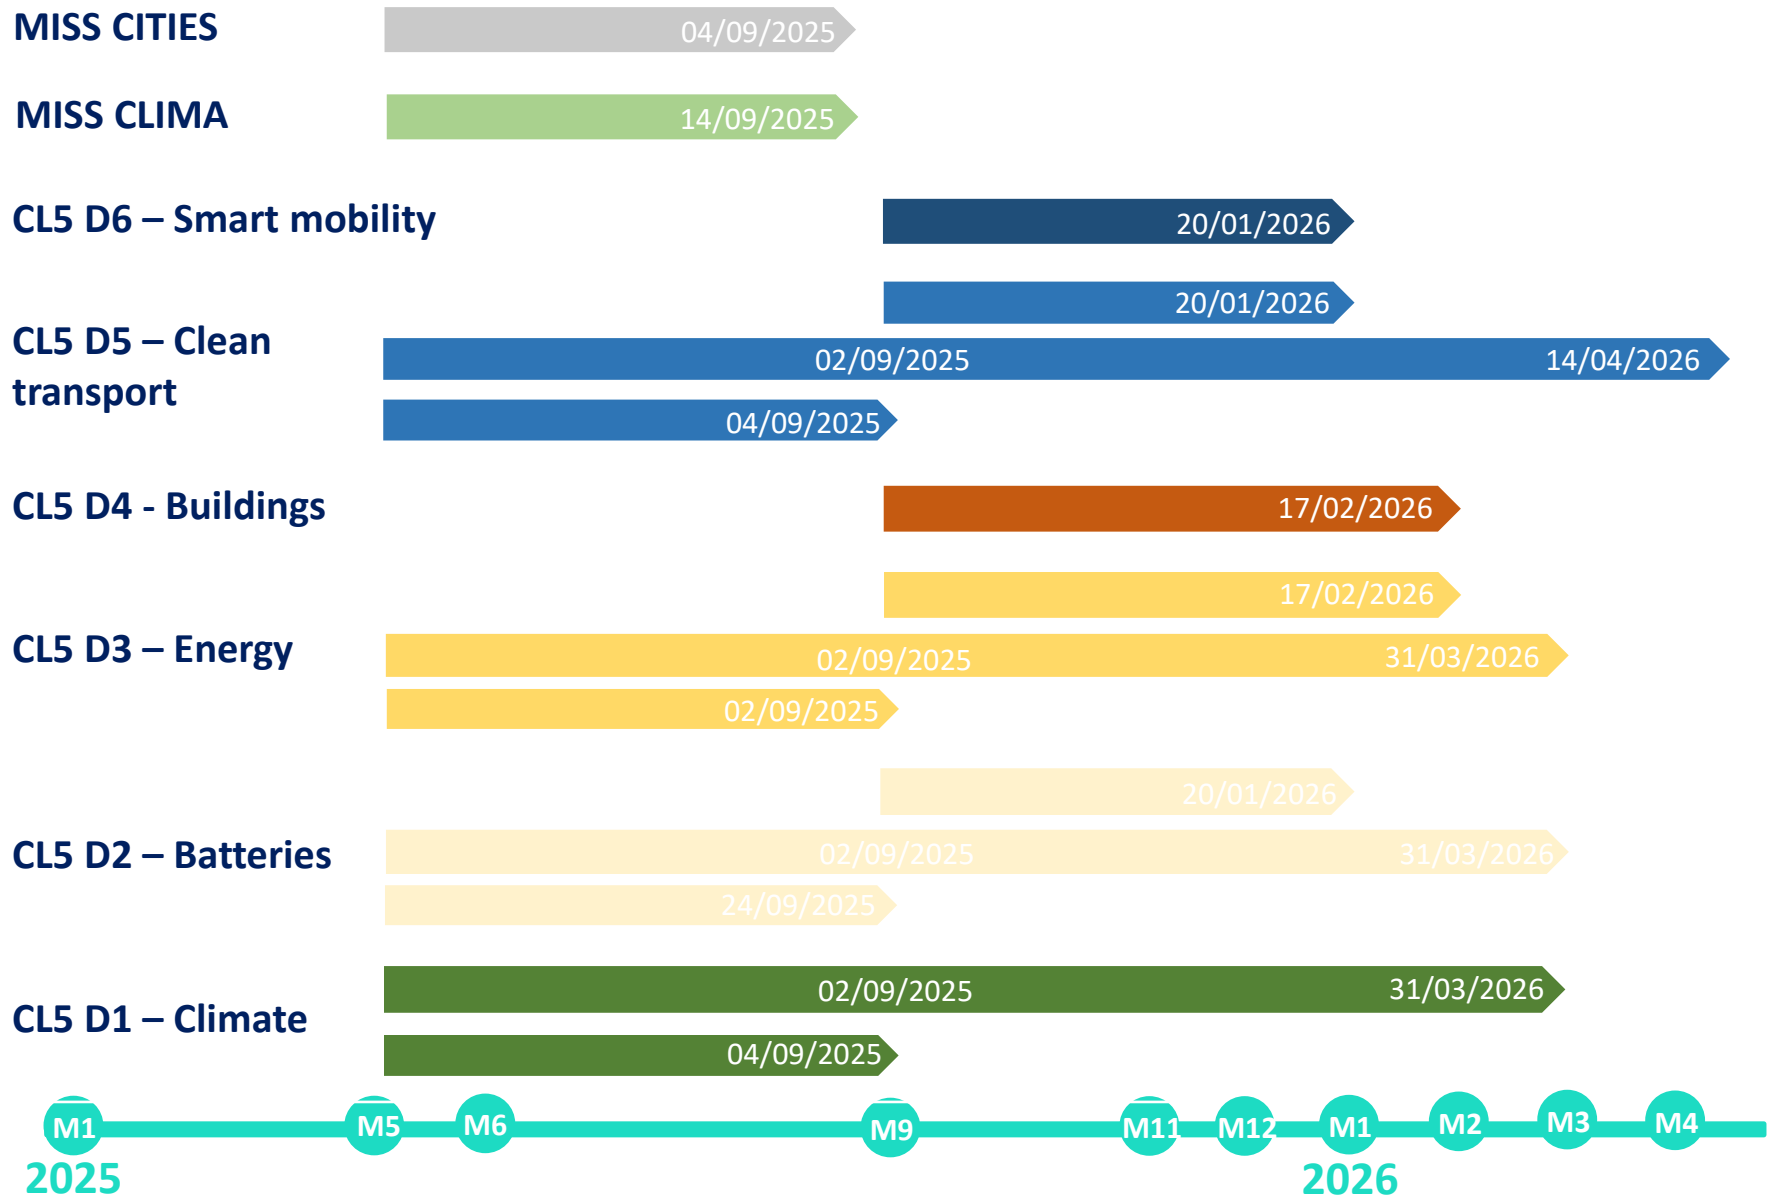 MISS CITIES
04/09/2025
MISS CLIMA
14/09/2025
CL5 D6 – Smart mobility
20/01/2026
20/01/2026
CL5 D5 – Clean
transport
02/09/2025 14/04/2026
04/09/2025
CL5 D4 - Buildings
17/02/2026
17/02/2026
CL5 D3 – Energy
02/09/2025 31/03/2026
02/09/2025
20/01/2026
CL5 D2 – Batteries
02/09/2025 31/03/2026
24/09/2025
02/09/2025 31/03/2026
CL5 D1 – Climate
04/09/2025
M1 M5 M6 M9 M11 M12 M1 M2 M3 M4
2025 2026